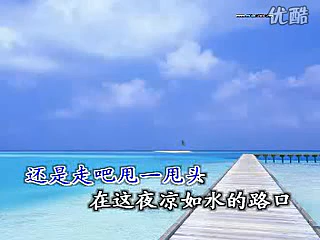 优酷
还是走吧甩一甩头
在这夜凉如水的路口